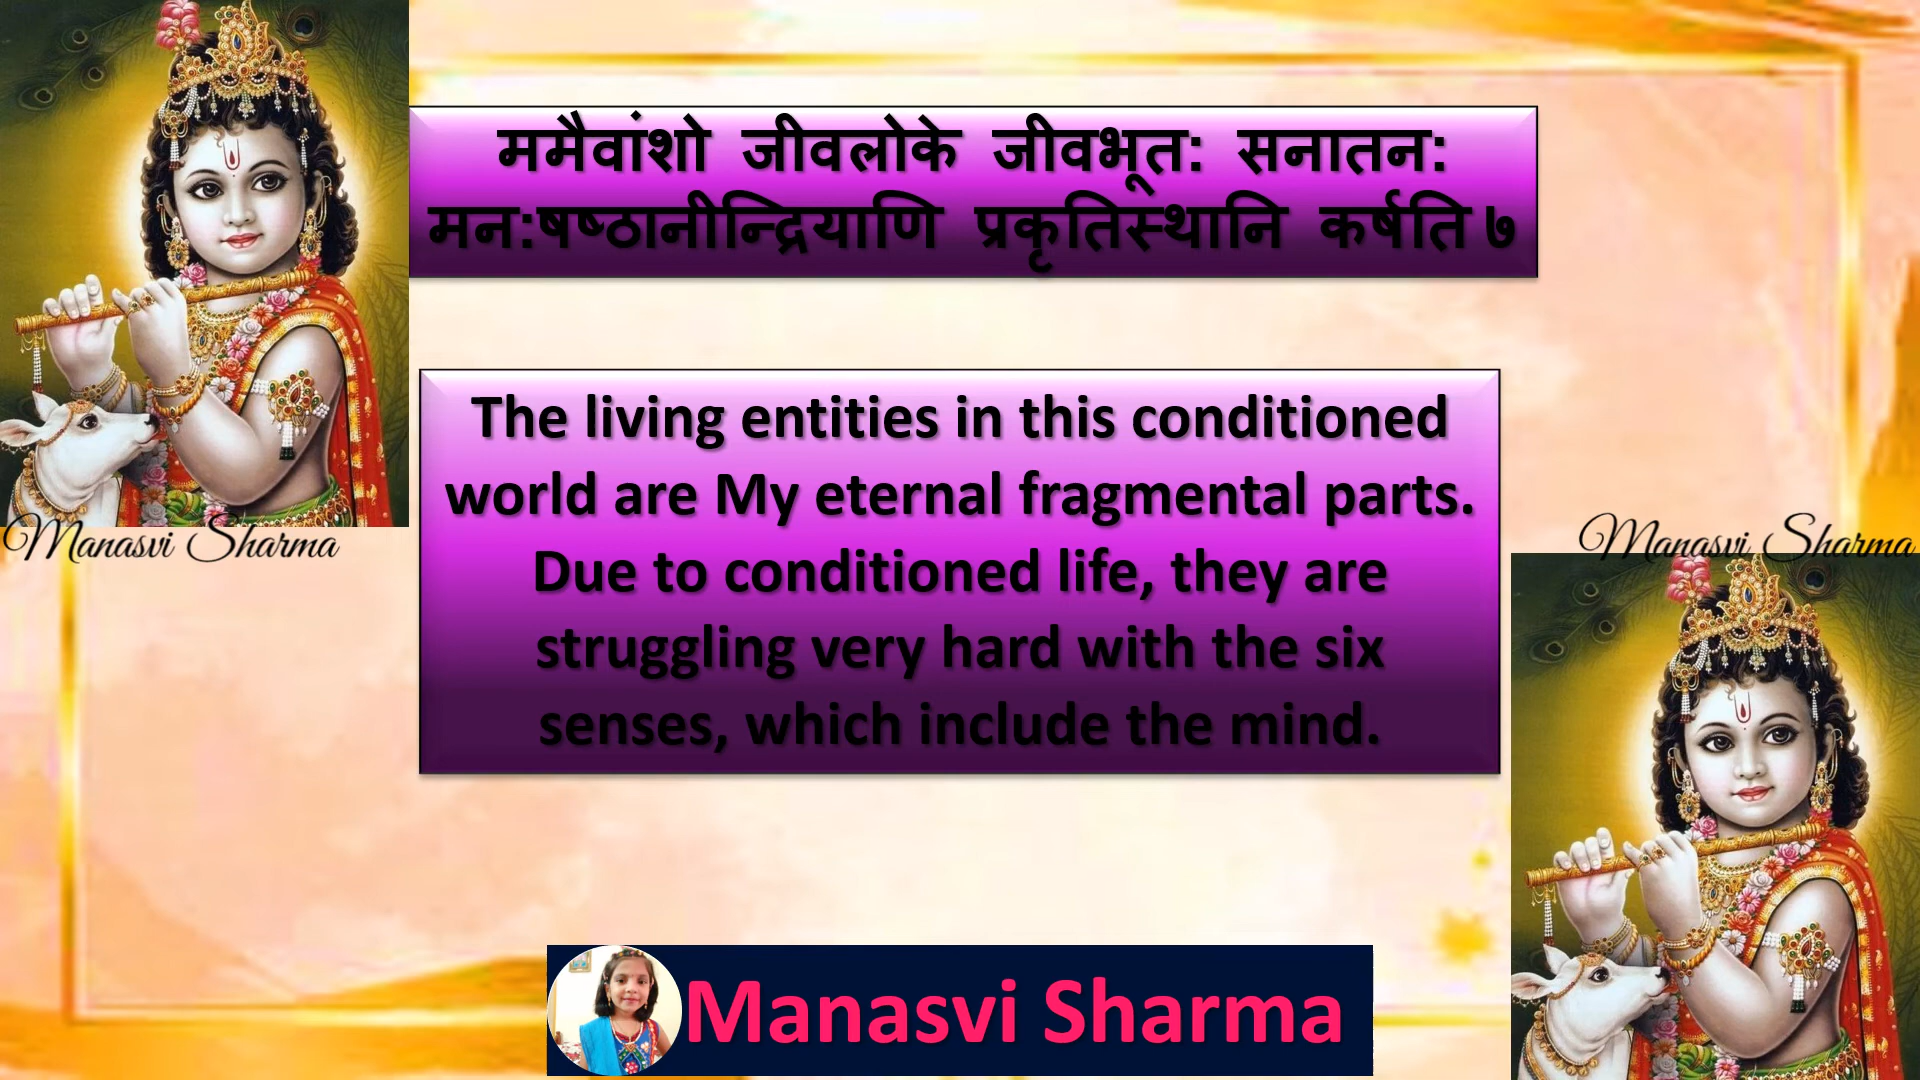 ममैवांशो जीवलोके जीवभूत: सनातन:
मन:षष्ठानीन्द्रियाणि प्रकृतिस्थानि कर्षति ७
The living entities in this conditioned
world are My eternal fragmental parts.
Due to conditioned life, they are
struggling very hard with the six
senses, which include the mind.
Manasvi Sharma
Manasvi Sharma
Manasvi Sharma